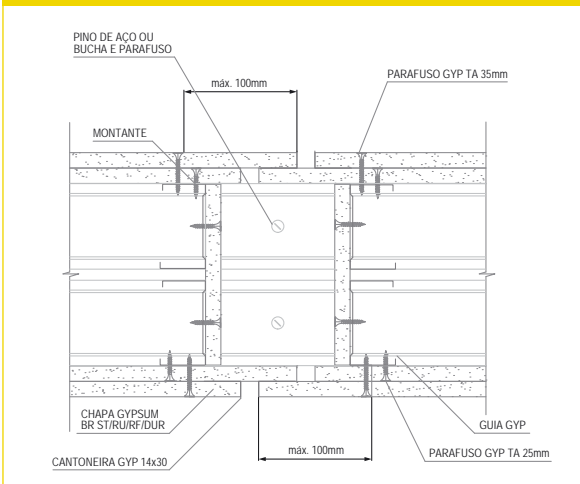 PINO DE AÇO OU
BUCHA E PARAFUSO
máx. 100mm
PARAFUSO GYP TA 35mm
MONTANTE
CHAPA GYPSUM
BR ST/RU/RF/DUR
GUIA GYP
máx. 100mm
PARAFUSO GYP TA 25mm
CANTONEIRA GYP 14x30